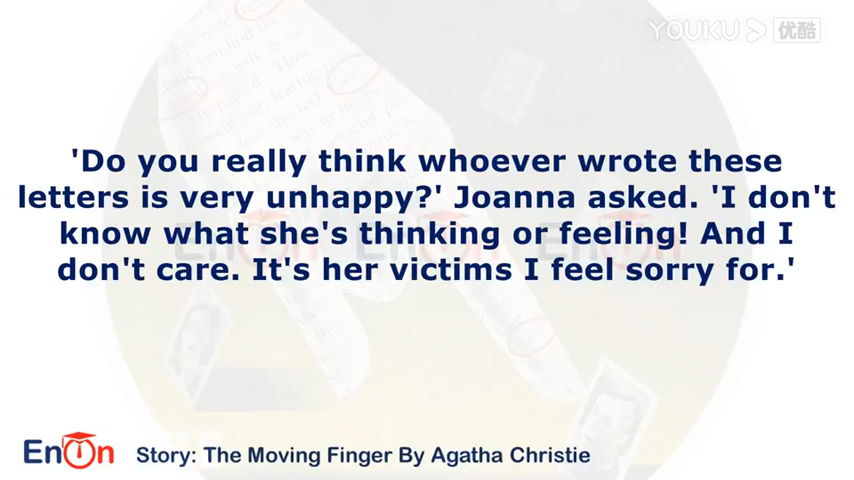 YOUKU 优酷
'Do you really think whoever wrote these
letters is very unhappy?' Joanna asked. 'I don't
know what she's thinking or feeling! And I
don't care. It's her victims I feel sorry for.'
EnOn Story: The Moving Finger By Agatha Christie